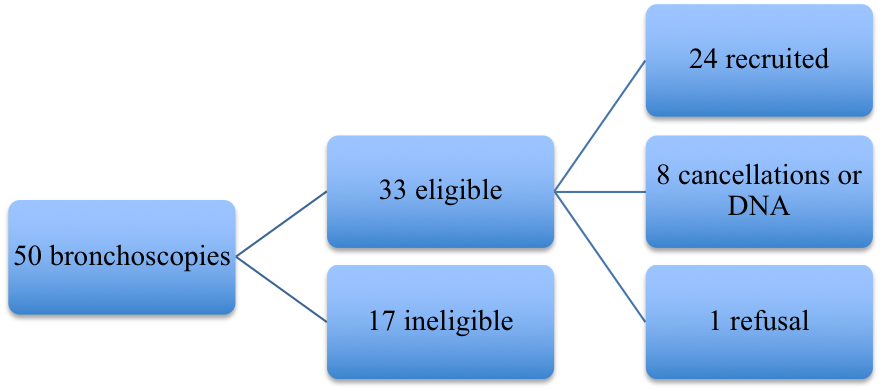 50 bronchoscopies
33 eligible
17 ineligible
24 recruited
8 cancellations or
DNA
1 refusal